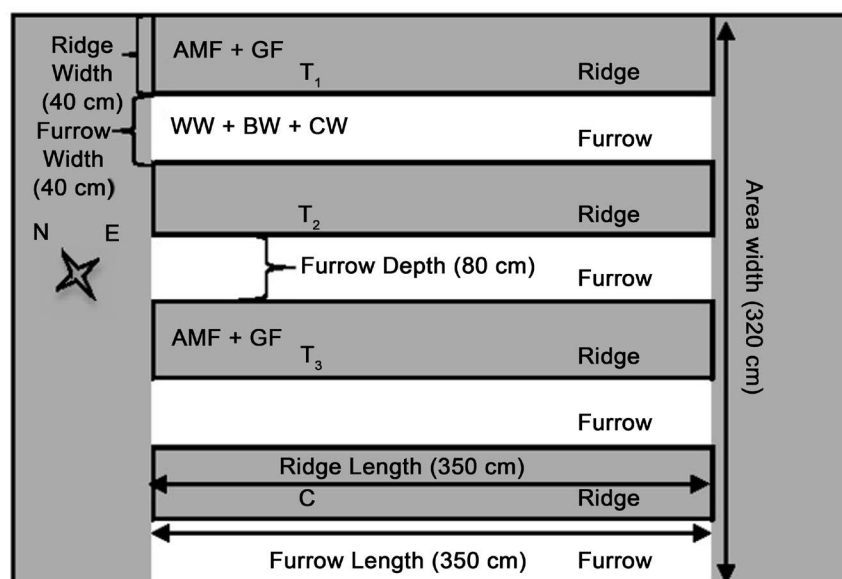 Ridge
Width
(40 cm)
Furrow
Width
(40 cm)
N E
AMF + GF
T₁ Ridge
WW + BW + CW
Furrow
T₂ Ridge
Furrow Depth (80 cm)
Furrow
AMF + GF
T₃ Ridge
Furrow
Ridge Length (350 cm)
C Ridge
Furrow Length (350 cm) Furrow
Area width (320 cm)